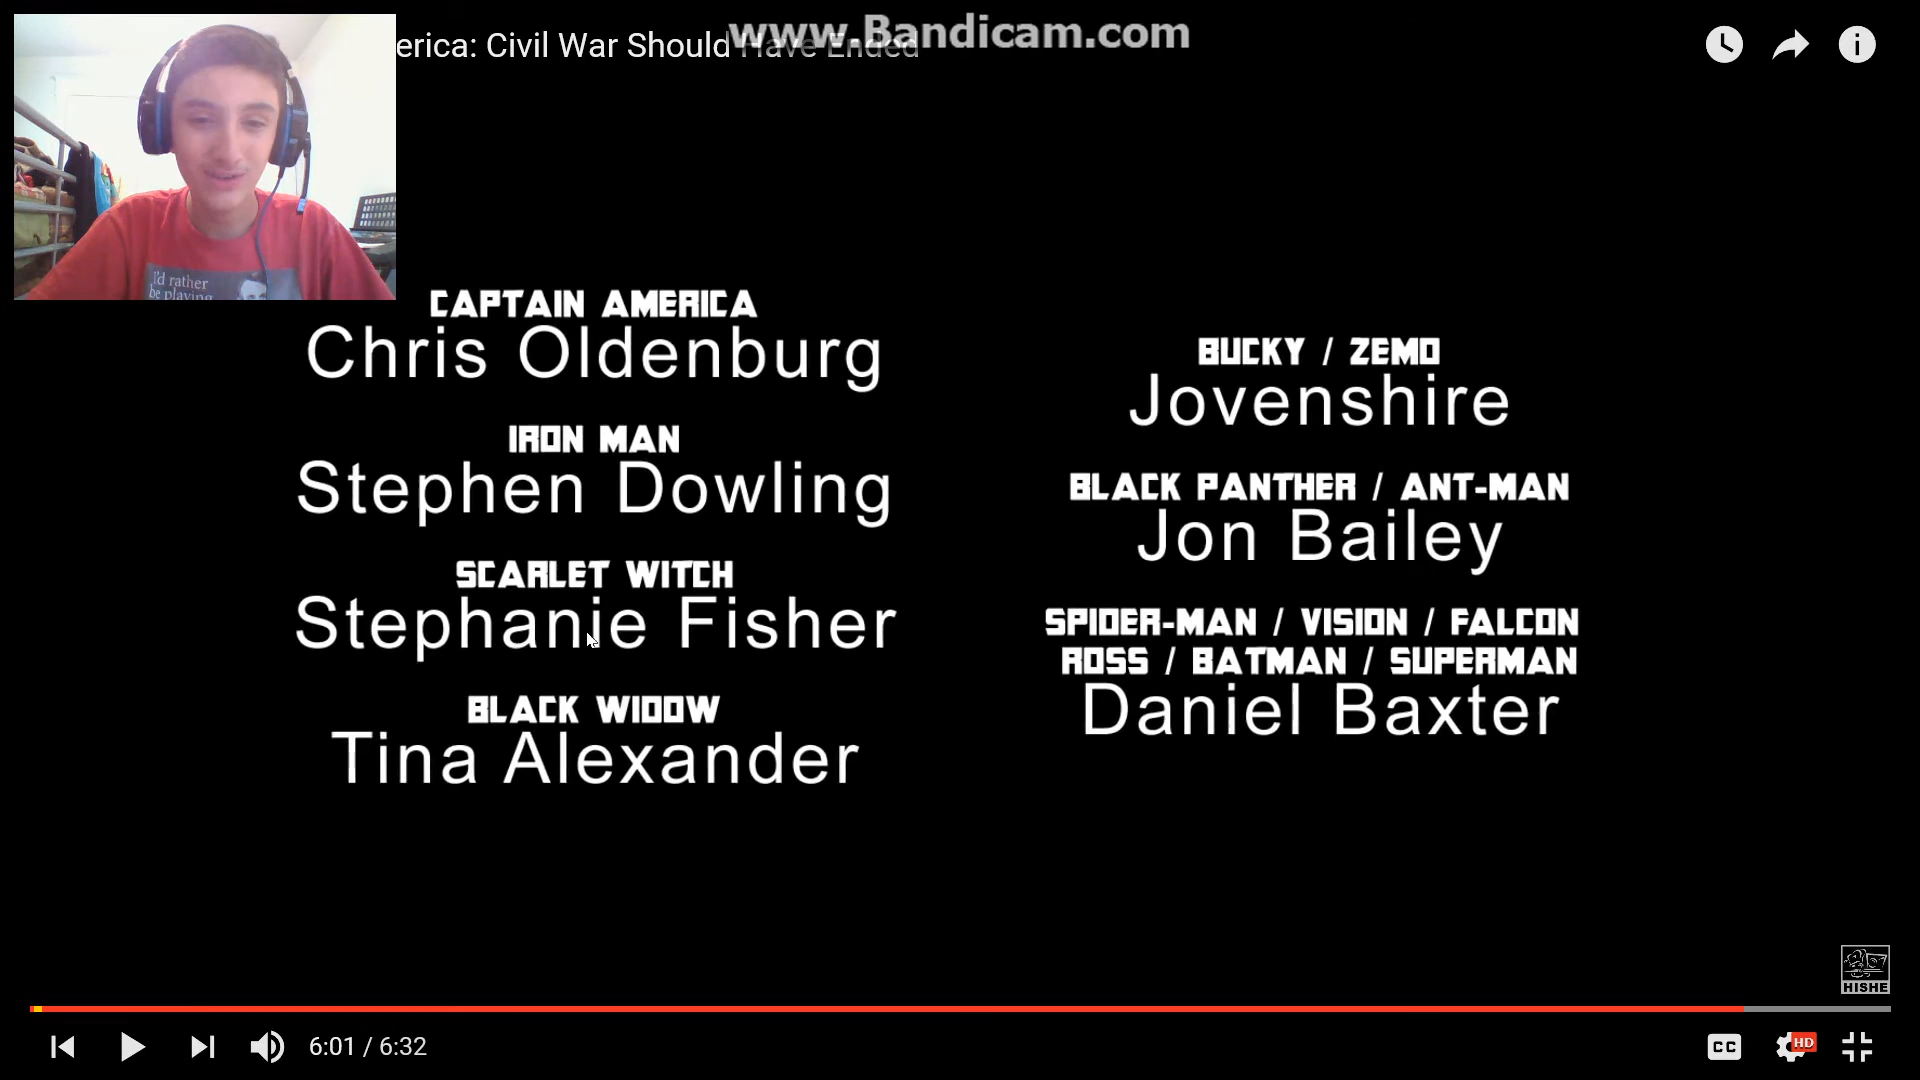 erica: Civil War Should Have Ended
www.Bandicam.com
I'd rather
be playing
CAPTAIN AMERICA
Chris Oldenburg
IRON MAN
Stephen Dowling
SCARLET WITCH
Stephanie Fisher
BLACK WIDOW
Tina Alexander
BUCKY / ZEMO
Jovenshire
BLACK PANTHER / ANT-MAN
Jon Bailey
SPIDER-MAN / VISION / FALCON
ROSS / BATMAN / SUPERMAN
Daniel Baxter
HISHE
6:01 / 6:32
CC
HD